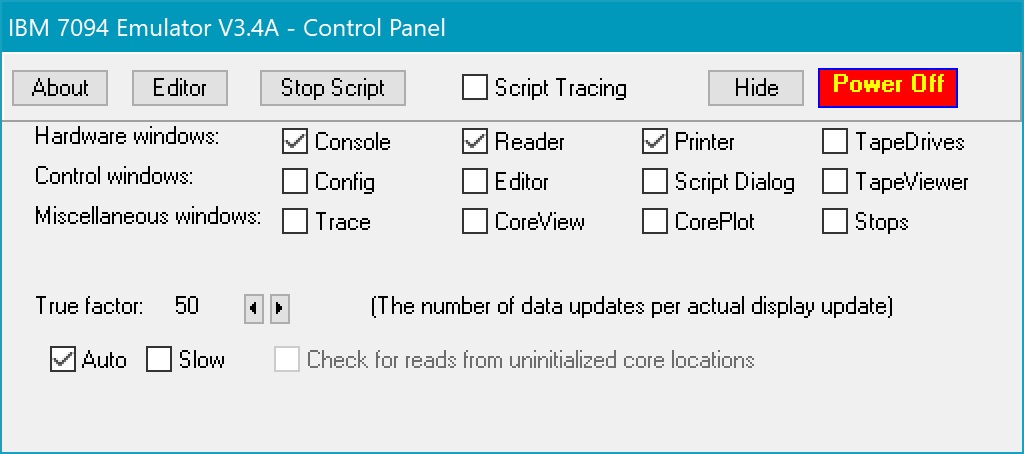 IBM 7094 Emulator V3.4A - Control Panel
About Editor Stop Script Script Tracing Hide Power Off
Hardware windows: Console Reader Printer TapeDrives
Control windows: Config Editor Script Dialog TapeViewer
Miscellaneous windows: Trace CoreView CorePlot Stops
True factor: 50 (The number of data updates per actual display update)
Auto Slow Check for reads from uninitialized core locations